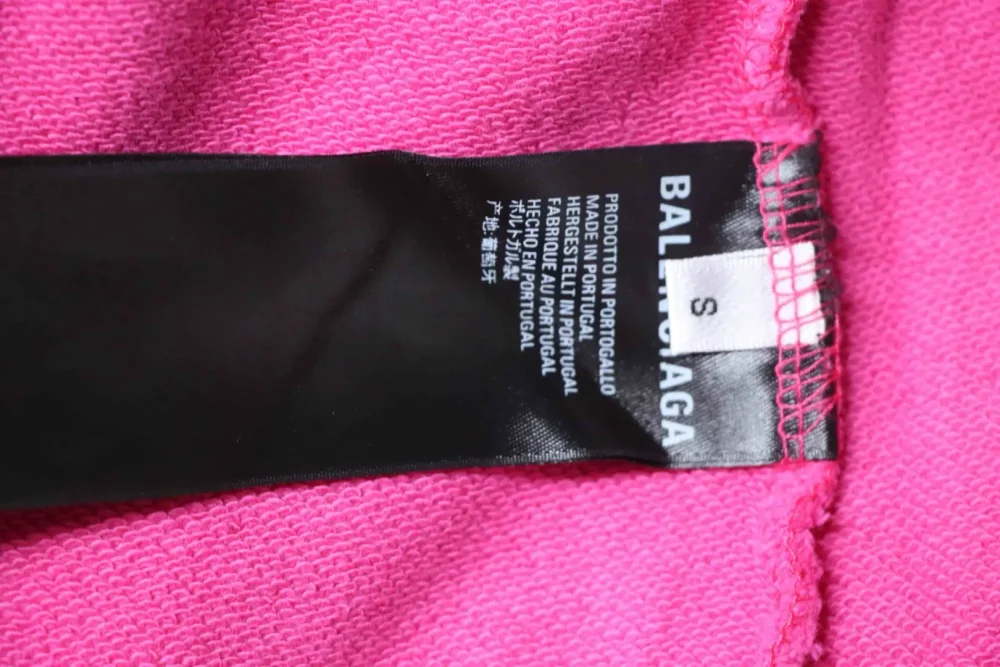 BALENCIAGA
S
PRODOTTO IN PORTOGALLO
MADE IN PORTUGAL
HERGESTELLT IN PORTUGAL
FABRIQUE AU PORTUGAL
HECHO EN PORTUGAL
ポルトガル製
产地:葡萄牙